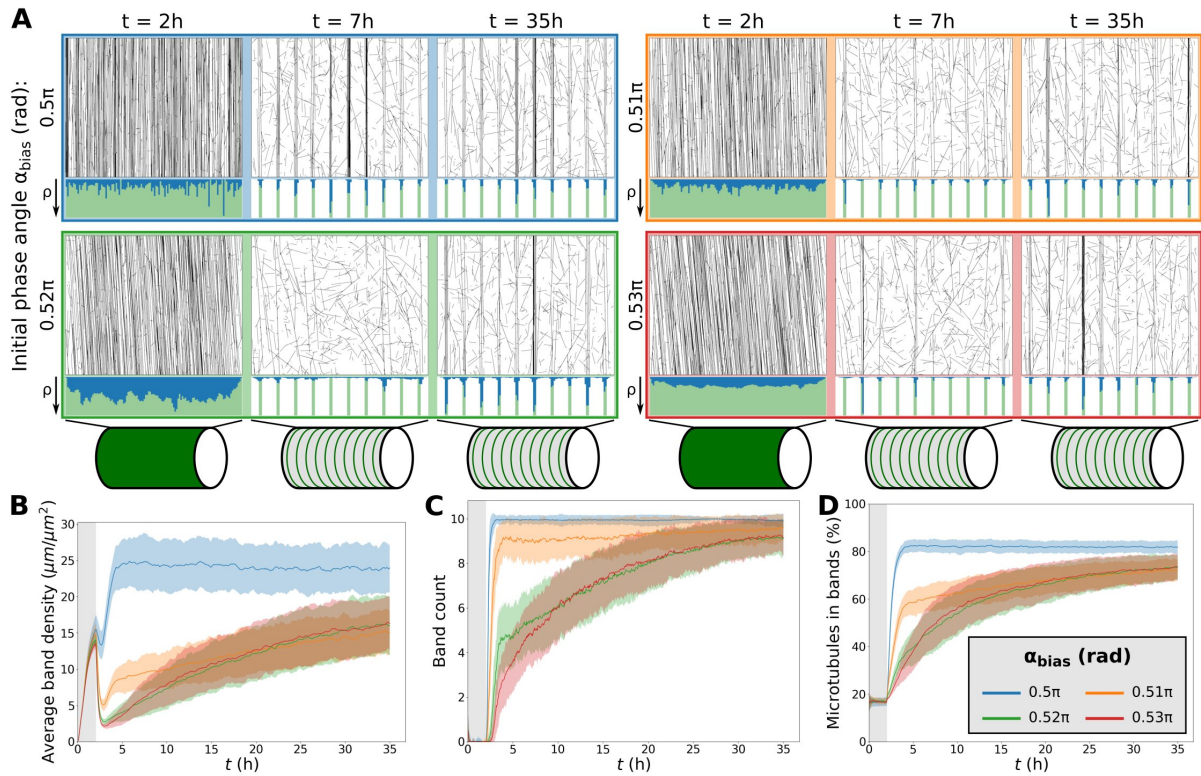 A
t = 2h t = 7h t = 35h t = 2h t = 7h t = 35h
Initial phase angle α_bias (rad):
0.5π
0.51π
ρ
ρ
0.52π
0.53π
ρ
ρ
B
Average band density (μm/μm²)
30
25
20
15
10
5
0
0 5 10 15 20 25 30 35
t (h)
C
Band count
10
8
6
4
2
0
0 5 10 15 20 25 30 35
t (h)
D
Microtubules in bands (%)
100
80
60
40
20
0
0 5 10 15 20 25 30 35
t (h)
α_bias (rad)
0.5π 0.51π
0.52π 0.53π